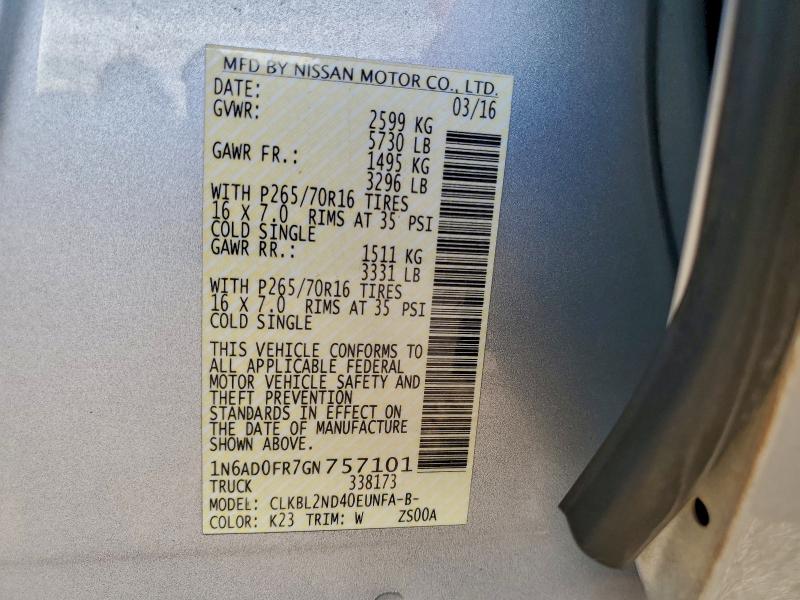 MFD BY NISSAN MOTOR CO., LTD.
DATE: 03/16
GVWR: 2599 KG
5730 LB
GAWR FR.: 1495 KG
3296 LB
WITH P265/70R16 TIRES
16 X 7.0 RIMS AT 35 PSI
COLD SINGLE
GAWR RR.: 1511 KG
3331 LB
WITH P265/70R16 TIRES
16 X 7.0 RIMS AT 35 PSI
COLD SINGLE
THIS VEHICLE CONFORMS TO
ALL APPLICABLE FEDERAL
MOTOR VEHICLE SAFETY AND
THEFT PREVENTION
STANDARDS IN EFFECT ON
THE DATE OF MANUFACTURE
SHOWN ABOVE.
1N6AD0FR7GN757101
TRUCK 338173
MODEL: CLKBL2ND40EUNFA-B-
COLOR: K23 TRIM: W ZS00A